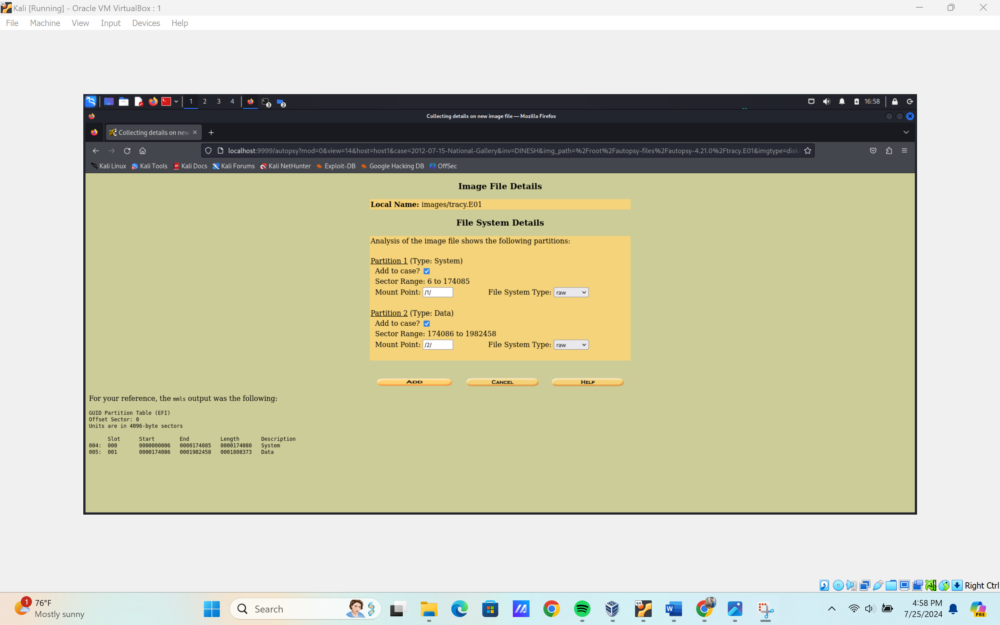 Kali [Running] - Oracle VM VirtualBox : 1
File Machine View Input Devices Help
1 2 3 4 3 2 16:58
Collecting details on new image file — Mozilla Firefox
Collecting details on new
localhost:9999/autopsy?mod=0&view=14&host=host1&case=2012-07-15-National-Gallery&inv=DINESH&img_path=%2Froot%2Fautopsy-files%2Fautopsy-4.21.0%2Ftracy.E01&imgtype=disk
Kali Linux Kali Tools Kali Docs Kali Forums Kali NetHunter Exploit-DB Google Hacking DB OffSec
Image File Details
Local Name: images/tracy.E01
File System Details
Analysis of the image file shows the following partitions:
Partition 1 (Type: System)
Add to case?
Sector Range: 6 to 174085
Mount Point: /1/ File System Type: raw
Partition 2 (Type: Data)
Add to case?
Sector Range: 174086 to 1982458
Mount Point: /2/ File System Type: raw
ADD CANCEL HELP
For your reference, the mmls output was the following:
GUID Partition Table (EFI)
Offset Sector: 0
Units are in 4096-byte sectors
Slot Start End Length Description
004: 000 0000000006 0000174085 0000174080 System
005: 001 0000174086 0001982458 0001808373 Data
Right Ctrl
1 76°F
Mostly sunny
Search
64
W
4:58 PM
7/25/2024
PRE